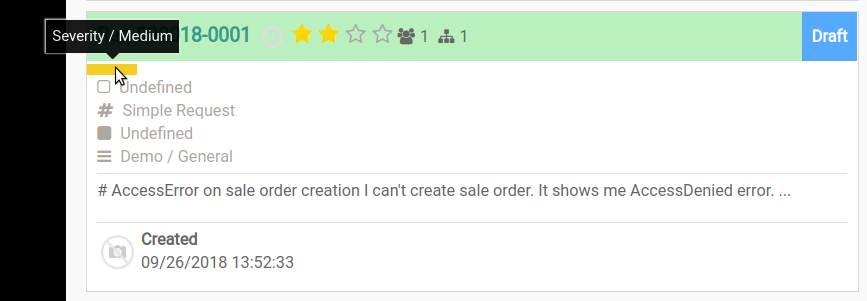 Severity / Medium
18-0001
1
1
Draft
Undefined
# Simple Request
Undefined
Demo / General
# AccessError on sale order creation I can't create sale order. It shows me AccessDenied error. ...
Created
09/26/2018 13:52:33